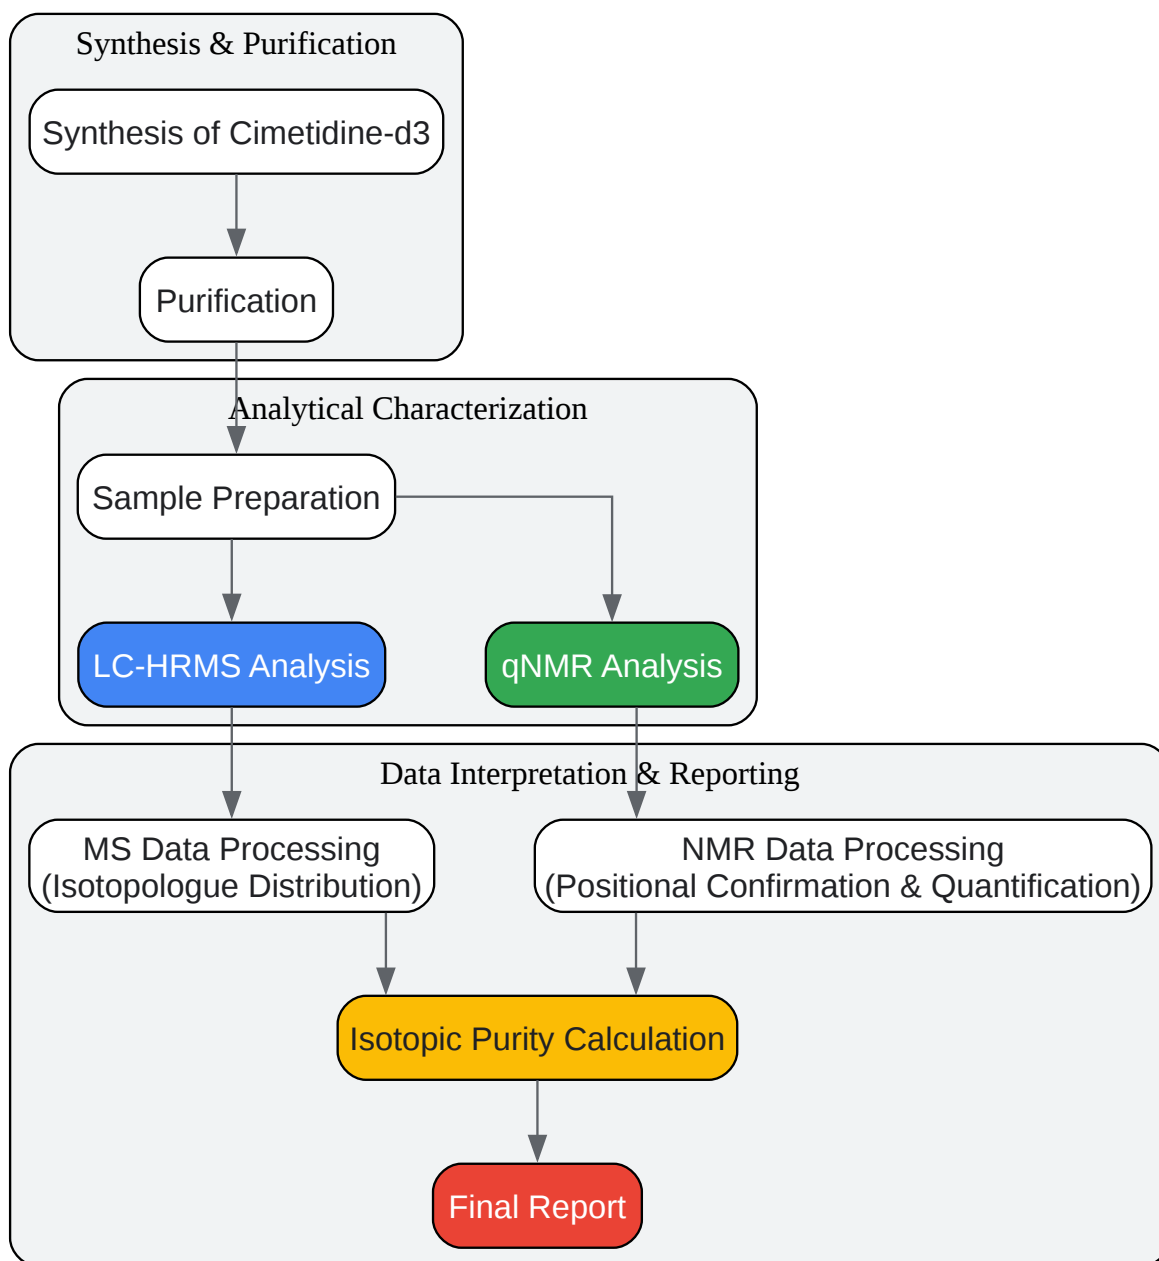 Synthesis & Purification
Synthesis of Cimetidine-d3
Purification
Analytical Characterization
Sample Preparation
LC-HRMS Analysis
qNMR Analysis
Data Interpretation & Reporting
MS Data Processing
(Isotopologue Distribution)
NMR Data Processing
(Positional Confirmation & Quantification)
Isotopic Purity Calculation
Final Report